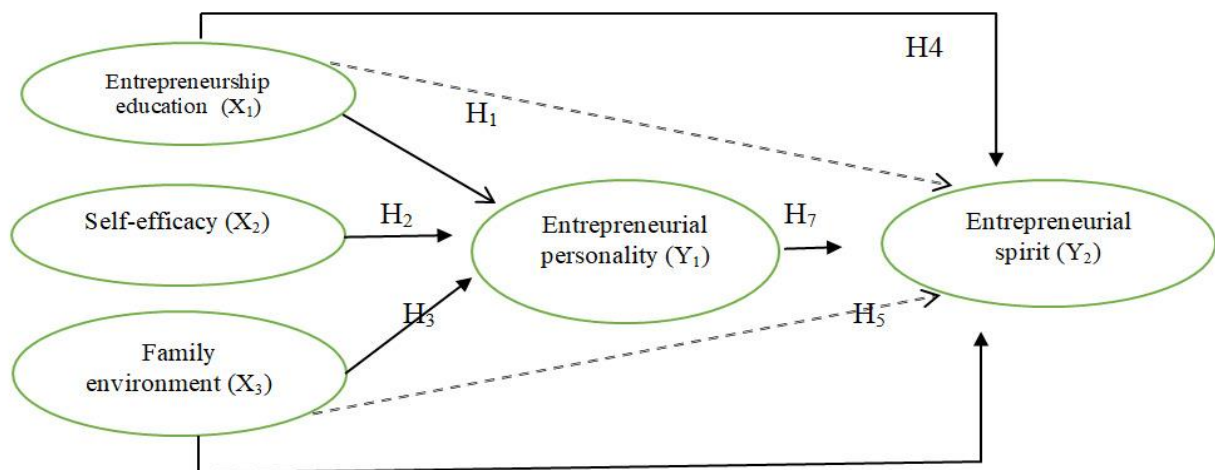 H4
Entrepreneurship
education (X₁)
H₁
Self-efficacy (X₂)
H₂
Entrepreneurial
personality (Y₁)
H₇
Entrepreneurial
spirit (Y₂)
H₃
H₅
Family
environment (X₃)